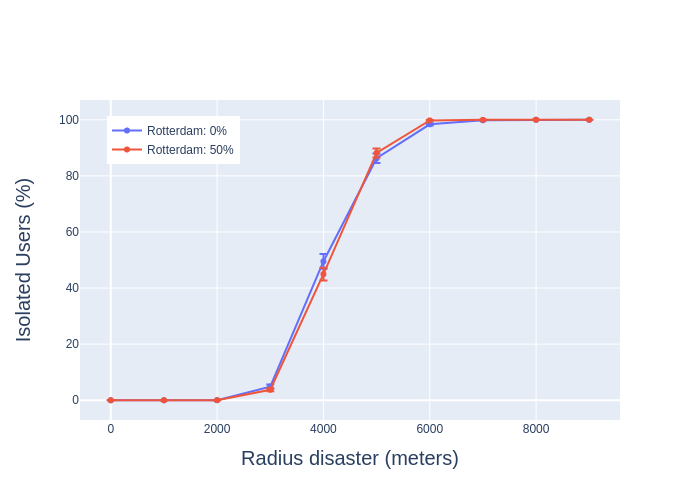 100
80
60
40
20
0
Isolated Users (%)
Rotterdam: 0%
Rotterdam: 50%
0 2000 4000 6000 8000
Radius disaster (meters)